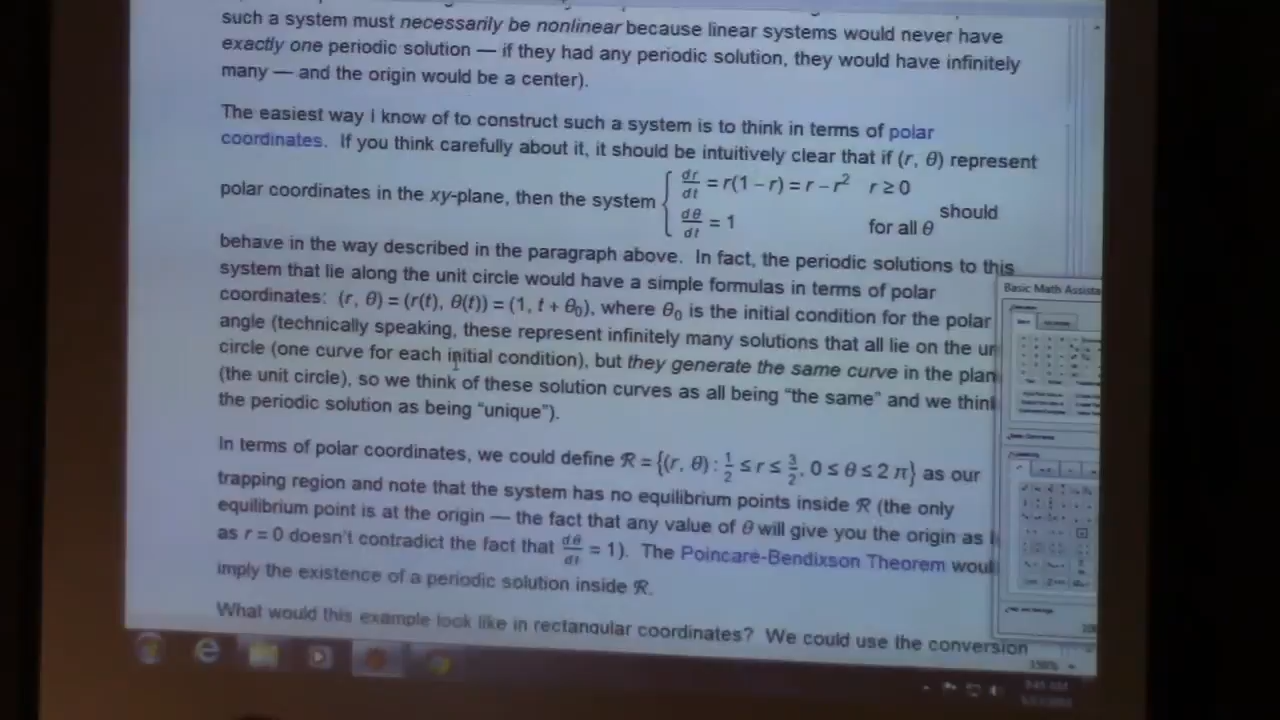 such a system must necessarily be nonlinear because linear systems would never have
exactly one periodic solution — if they had any periodic solution, they would have infinitely
many — and the origin would be a center).
The easiest way I know of to construct such a system is to think in terms of polar
coordinates. If you think carefully about it, it should be intuitively clear that if (r, θ) represent
polar coordinates in the xy-plane, then the system { dr/dt = r(1 − r) = r − r² r ≥ 0 should
dθ/dt = 1 for all θ
behave in the way described in the paragraph above. In fact, the periodic solutions to this
system that lie along the unit circle would have a simple formulas in terms of polar
coordinates: (r, θ) = (r(t), θ(t)) = (1, t + θ₀), where θ₀ is the initial condition for the polar
angle (technically speaking, these represent infinitely many solutions that all lie on the
circle (one curve for each initial condition), but they generate the same curve in the plan
(the unit circle), so we think of these solution curves as all being “the same” and we think
the periodic solution as being “unique”).
In terms of polar coordinates, we could define ℛ = {(r, θ) : 1/2 ≤ r ≤ 3/2, 0 ≤ θ ≤ 2 π} as our
trapping region and note that the system has no equilibrium points inside ℛ (the only
equilibrium point is at the origin — the fact that any value of θ will give you the origin as
as r = 0 doesn't contradict the fact that dθ/dt = 1). The Poincaré-Bendixson Theorem woul
imply the existence of a periodic solution inside ℛ.
What would this example look like in rectangular coordinates? We could use the conversion
Basic Math Assista
150%